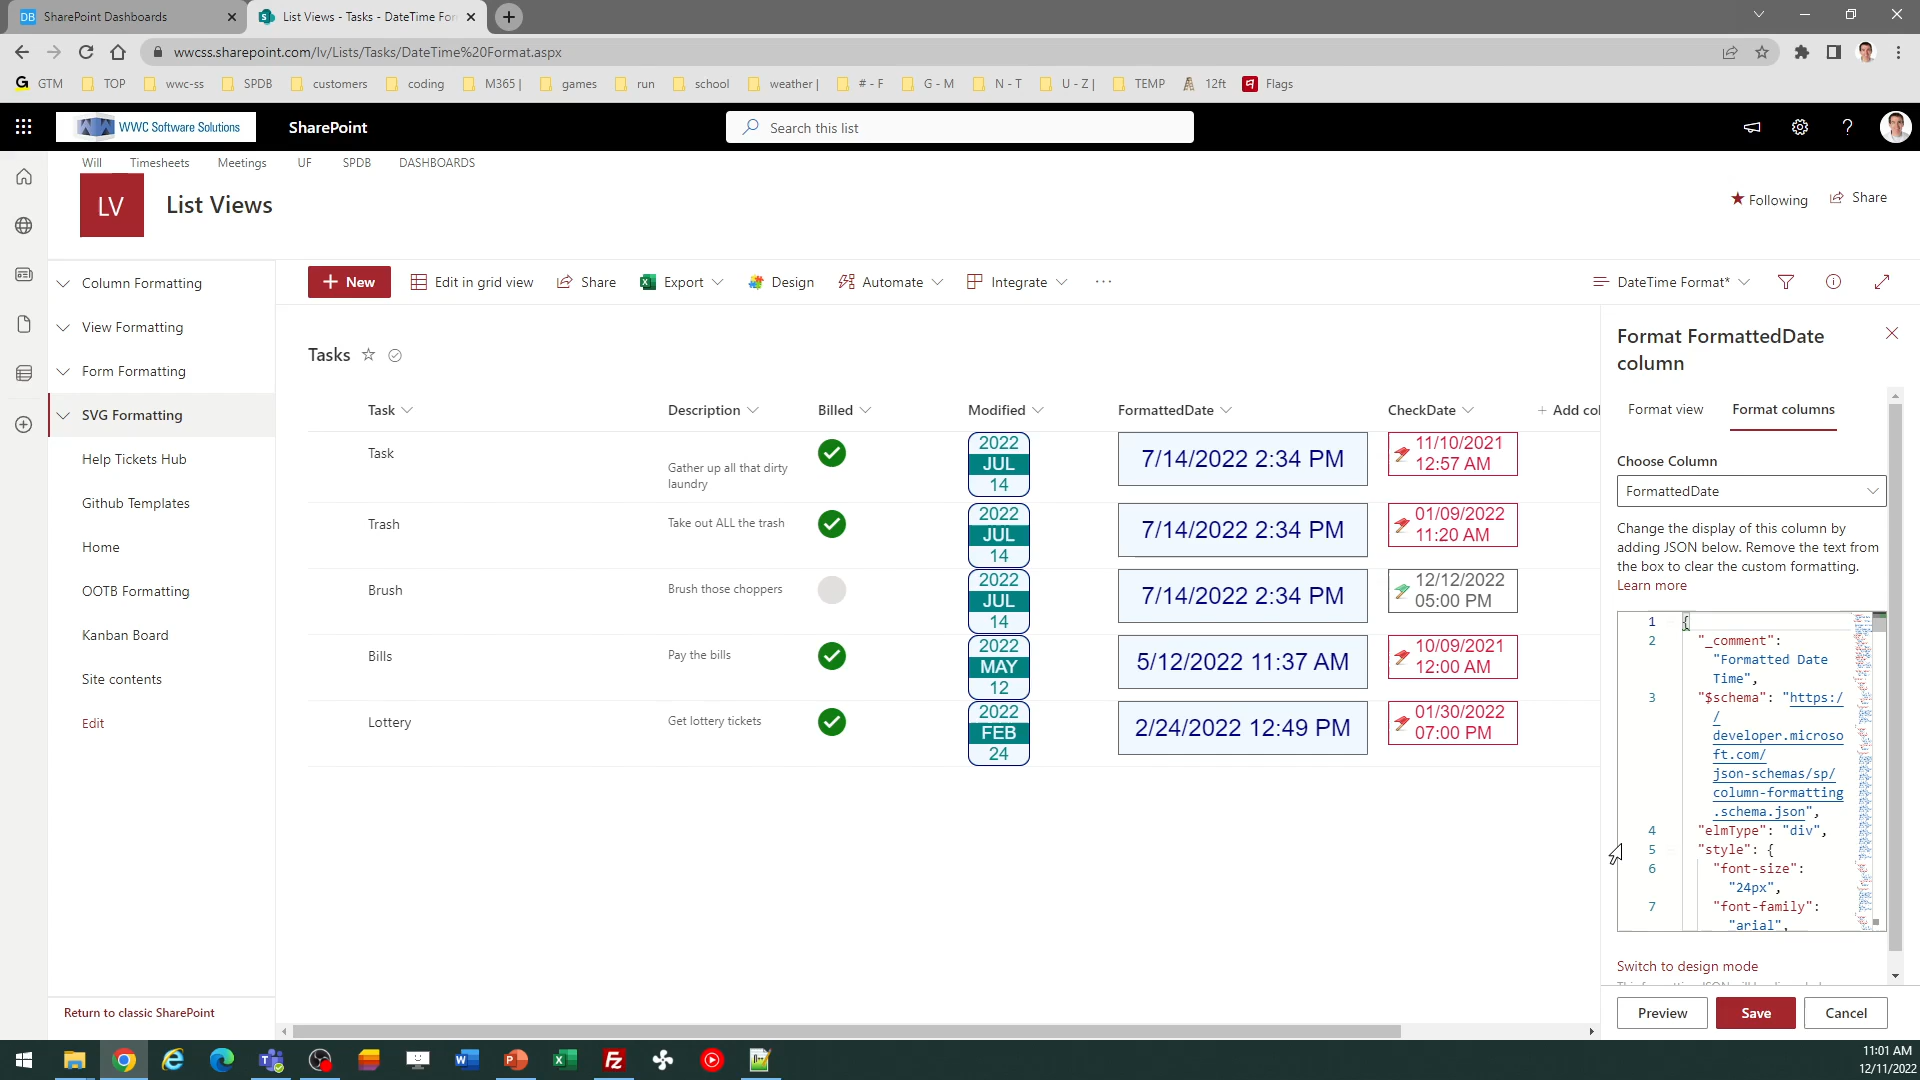 DB SharePoint Dashboards
S List Views - Tasks - DateTime For
wwcss.sharepoint.com/lv/Lists/Tasks/DateTime%20Format.aspx
G GTM TOP wwc-ss SPDB customers coding M365 | games run school weather | # - F G - M N - T U - Z | TEMP 12ft Flags
WWC Software Solutions
SharePoint
Search this list
?
Will Timesheets Meetings UF SPDB DASHBOARDS
LV
List Views
Following
Share
Column Formatting
View Formatting
Form Formatting
SVG Formatting
Help Tickets Hub
Github Templates
Home
OOTB Formatting
Kanban Board
Site contents
Edit
Return to classic SharePoint
+ New
Edit in grid view
Share
Export
Design
Automate
Integrate
...
DateTime Format*
Tasks
Task Description Billed Modified FormattedDate CheckDate + Add col
Task
Gather up all that dirty
laundry
2022
JUL
14
7/14/2022 2:34 PM
11/10/2021
12:57 AM
Trash
Take out ALL the trash
2022
JUL
14
7/14/2022 2:34 PM
01/09/2022
11:20 AM
Brush
Brush those choppers
2022
JUL
14
7/14/2022 2:34 PM
12/12/2022
05:00 PM
Bills
Pay the bills
2022
MAY
12
5/12/2022 11:37 AM
10/09/2021
12:00 AM
Lottery
Get lottery tickets
2022
FEB
24
2/24/2022 12:49 PM
01/30/2022
07:00 PM
Format FormattedDate
column
Format view
Format columns
Choose Column
FormattedDate
Change the display of this column by
adding JSON below. Remove the text from
the box to clear the custom formatting.
Learn more
1 {
2 "_comment":
"Formatted Date
Time",
3 "$schema": "https:/
/
developer.microso
ft.com/
json-schemas/sp/
column-formatting
.schema.json",
4 "elmType": "div",
5 "style": {
6 "font-size":
"24px",
7 "font-family":
"arial",
Switch to design mode
Preview
Save
Cancel
11:01 AM
12/11/2022